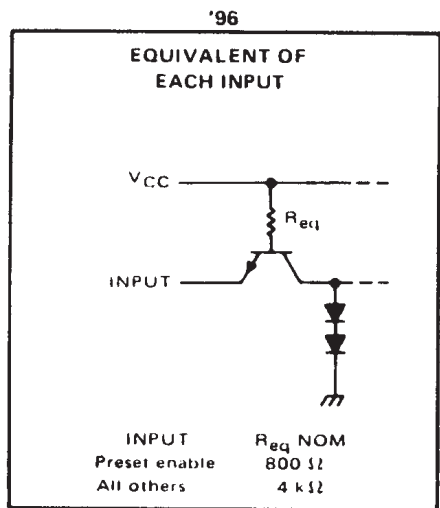 '96
EQUIVALENT OF
EACH INPUT
VCC
Req
INPUT
INPUT Req NOM
Preset enable 800 Ω
All others 4 kΩ